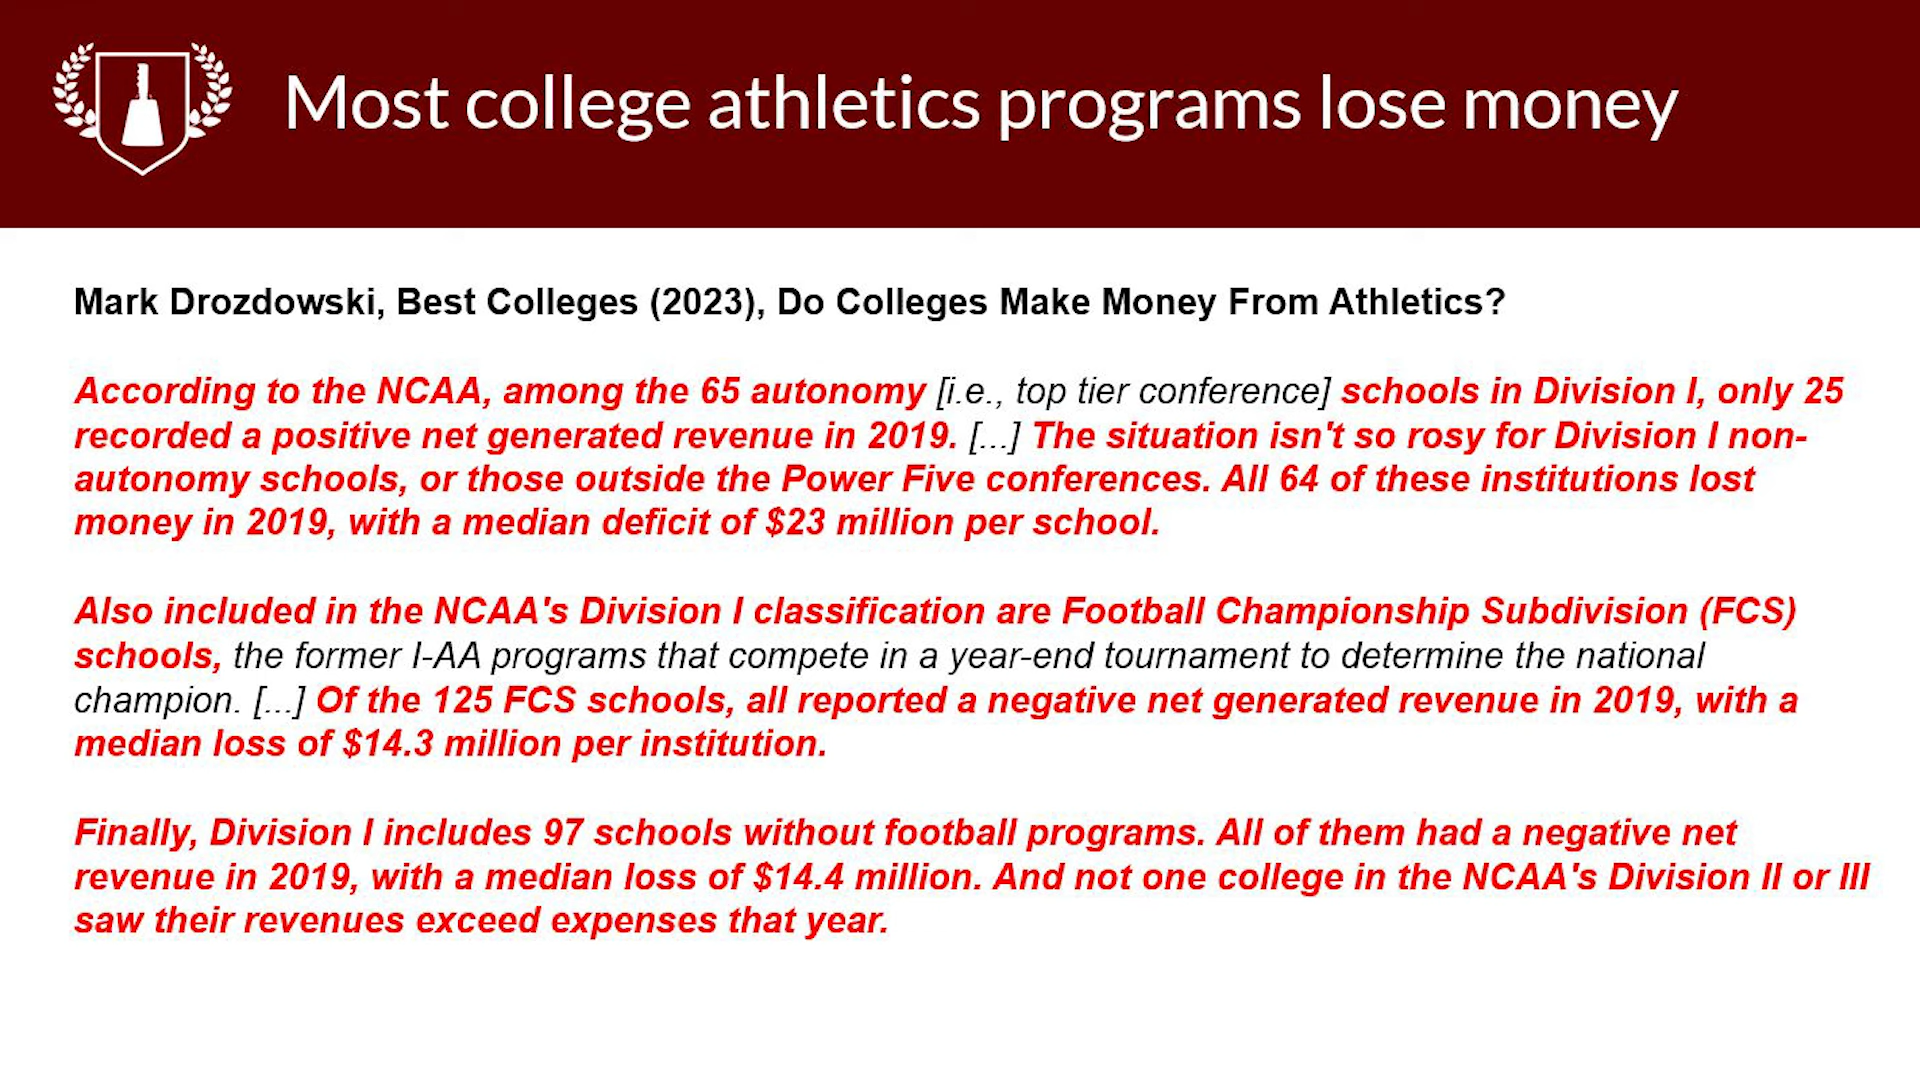 Most college athletics programs lose money
Mark Drozdowski, Best Colleges (2023), Do Colleges Make Money From Athletics?
According to the NCAA, among the 65 autonomy [i.e., top tier conference] schools in Division I, only 25
recorded a positive net generated revenue in 2019. [...] The situation isn't so rosy for Division I non-
autonomy schools, or those outside the Power Five conferences. All 64 of these institutions lost
money in 2019, with a median deficit of $23 million per school.
Also included in the NCAA's Division I classification are Football Championship Subdivision (FCS)
schools, the former I-AA programs that compete in a year-end tournament to determine the national
champion. [...] Of the 125 FCS schools, all reported a negative net generated revenue in 2019, with a
median loss of $14.3 million per institution.
Finally, Division I includes 97 schools without football programs. All of them had a negative net
revenue in 2019, with a median loss of $14.4 million. And not one college in the NCAA's Division II or III
saw their revenues exceed expenses that year.